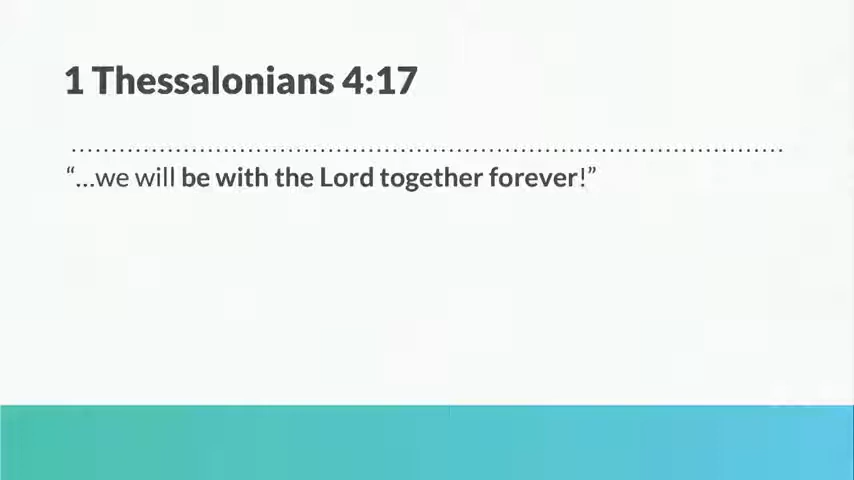 1 Thessalonians 4:17
“...we will be with the Lord together forever!”